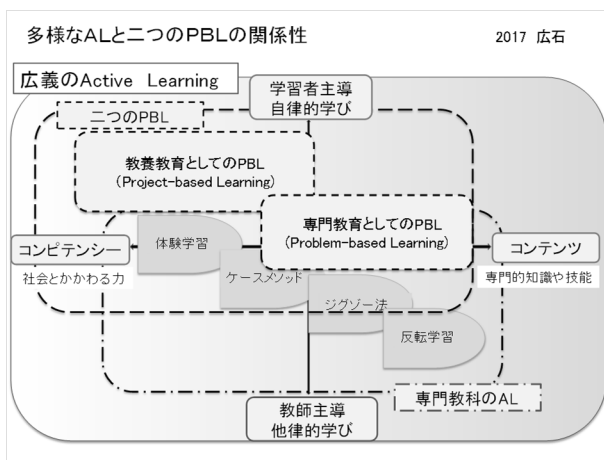 多様なALと二つのPBLの関係性
2017 広石
広義のActive Learning
学習者主導
自律的学び
二つのPBL
教養教育としてのPBL
(Project-based Learning)
専門教育としてのPBL
(Problem-based Learning)
コンピテンシー
体験学習
コンテンツ
社会とかかわる力
ケースメソッド
専門的知識や技能
ジグゾー法
反転学習
専門教科のAL
教師主導
他律的学び